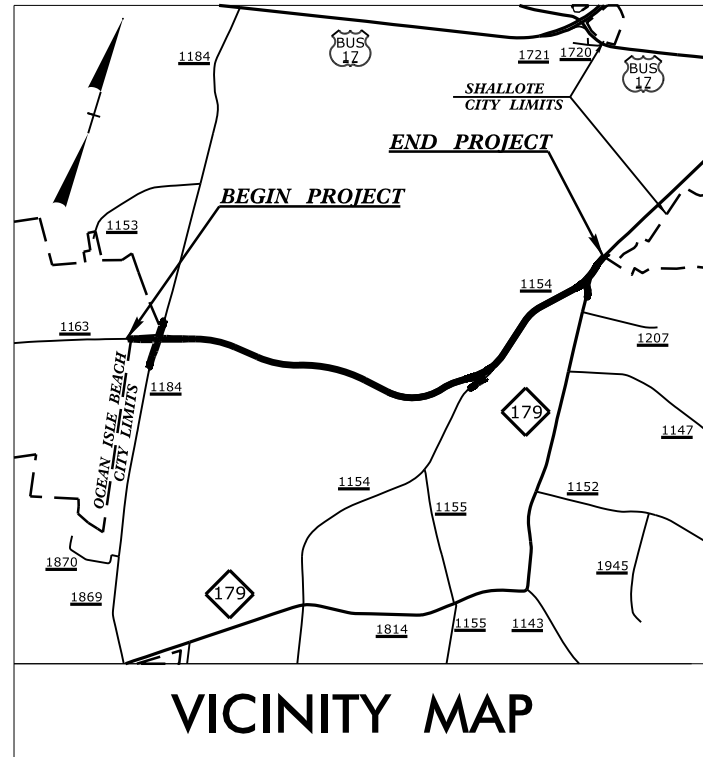 BUS
17
1184
1721
1720
BUS
17
SHALLOTE
CITY LIMITS
END PROJECT
BEGIN PROJECT
1153
1154
1163
1207
OCEAN ISLE BEACH
CITY LIMITS
1184
179
1147
1154
1152
1155
1870
1945
179
1869
1814
1155
1143
VICINITY MAP